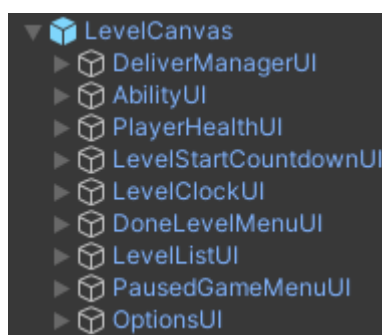 LevelCanvas
DeliverManagerUI
AbilityUI
PlayerHealthUI
LevelStartCountdownUI
LevelClockUI
DoneLevelMenuUI
LevelListUI
PausedGameMenuUI
OptionsUI